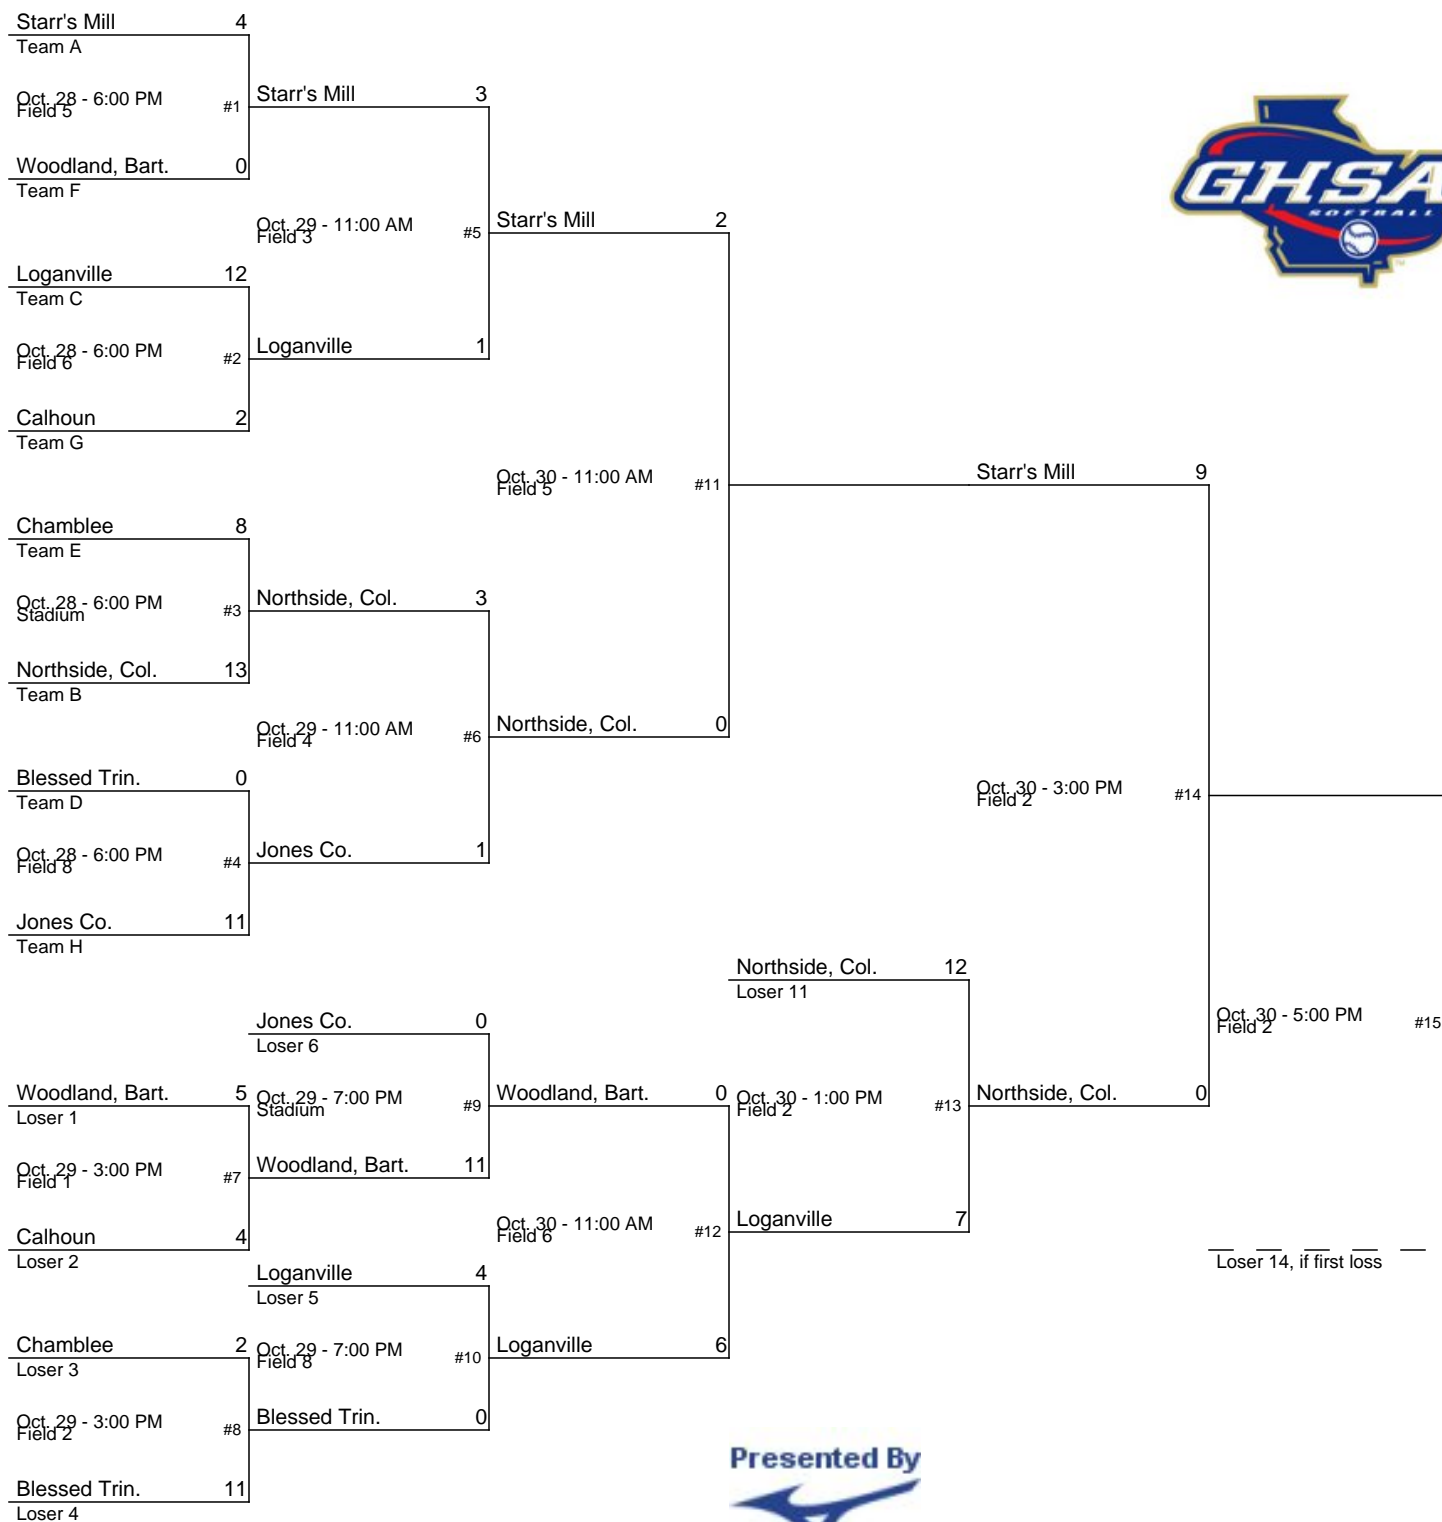 Starr's Mill 4
Team A
Oct. 28 - 6:00 PM
Field 5
#1
Woodland, Bart. 0
Team F
Starr's Mill 3
Oct. 29 - 11:00 AM
Field 3
#5
Loganville 12
Team C
Oct. 28 - 6:00 PM
Field 6
#2
Calhoun 2
Team G
Loganville 1
Starr's Mill 2
Oct. 30 - 11:00 AM
Field 5
#11
Chamblee 8
Team E
Oct. 28 - 6:00 PM
Stadium
#3
Northside, Col. 13
Team B
Northside, Col. 3
Oct. 29 - 11:00 AM
Field 4
#6
Northside, Col. 0
Blessed Trin. 0
Team D
Oct. 28 - 6:00 PM
Field 8
#4
Jones Co. 11
Team H
Jones Co. 1
GHSA
SOFTBALL
TM
Starr's Mill 9
Oct. 30 - 3:00 PM
Field 2
#14
Northside, Col. 12
Loser 11
Oct. 30 - 1:00 PM
Field 2
#13
Northside, Col. 0
Oct. 30 - 5:00 PM
Field 2
#15
Loser 14, if first loss
Jones Co. 0
Loser 6
Oct. 29 - 7:00 PM
Stadium
#9
Woodland, Bart. 5
Loser 1
Oct. 29 - 3:00 PM
Field 1
#7
Calhoun 4
Loser 2
Woodland, Bart. 11
Woodland, Bart. 0
Oct. 30 - 11:00 AM
Field 6
#12
Loganville 7
Loganville 4
Loser 5
Oct. 29 - 7:00 PM
Field 8
#10
Loganville 6
Chamblee 2
Loser 3
Oct. 29 - 3:00 PM
Field 2
#8
Blessed Trin. 11
Loser 4
Blessed Trin. 0
Presented By